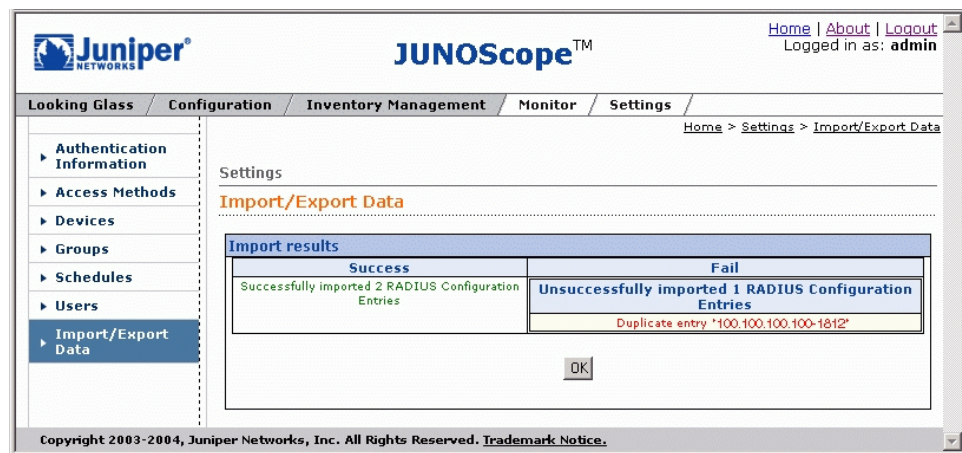 Juniper®
NETWORKS
JUNOScope™
Home | About | Logout
Logged in as: admin
Looking Glass / Configuration / Inventory Management / Monitor / Settings /
Home > Settings > Import/Export Data
Authentication
Information
Access Methods
Devices
Groups
Schedules
Users
Import/Export
Data
Settings
Import/Export Data
Import results
Success
Fail
Successfully imported 2 RADIUS Configuration
Entries
Unsuccessfully imported 1 RADIUS Configuration
Entries
Duplicate entry '100.100.100.100-1812'
OK
Copyright 2003-2004, Juniper Networks, Inc. All Rights Reserved. Trademark Notice.